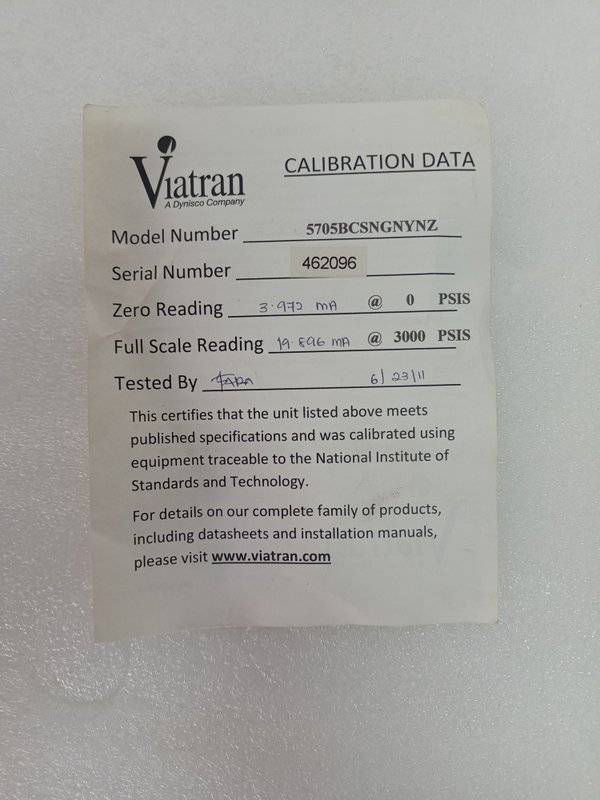 Viatran
A Dynisco Company
CALIBRATION DATA
Model Number 5705BCSNGNYNZ
Serial Number 462096
Zero Reading 3.972 mA @ 0 PSIS
Full Scale Reading 19.896 mA @ 3000 PSIS
Tested By 6/23/11
This certifies that the unit listed above meets
published specifications and was calibrated using
equipment traceable to the National Institute of
Standards and Technology.
For details on our complete family of products,
including datasheets and installation manuals,
please visit www.viatran.com